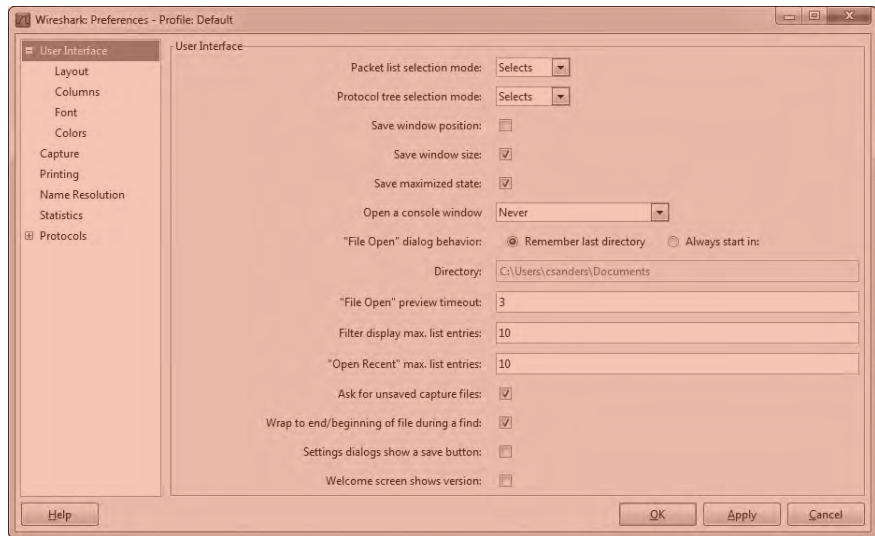 Wireshark: Preferences - Profile: Default
User Interface
Layout
Columns
Font
Colors
Capture
Printing
Name Resolution
Statistics
Protocols
User Interface
Packet list selection mode: Selects
Protocol tree selection mode: Selects
Save window position:
Save window size:
Save maximized state:
Open a console window Never
"File Open" dialog behavior: Remember last directory Always start in:
Directory: C:\Users\csanders\Documents
"File Open" preview timeout: 3
Filter display max. list entries: 10
"Open Recent" max. list entries: 10
Ask for unsaved capture files:
Wrap to end/beginning of file during a find:
Settings dialogs show a save button:
Welcome screen shows version:
Help OK Apply Cancel